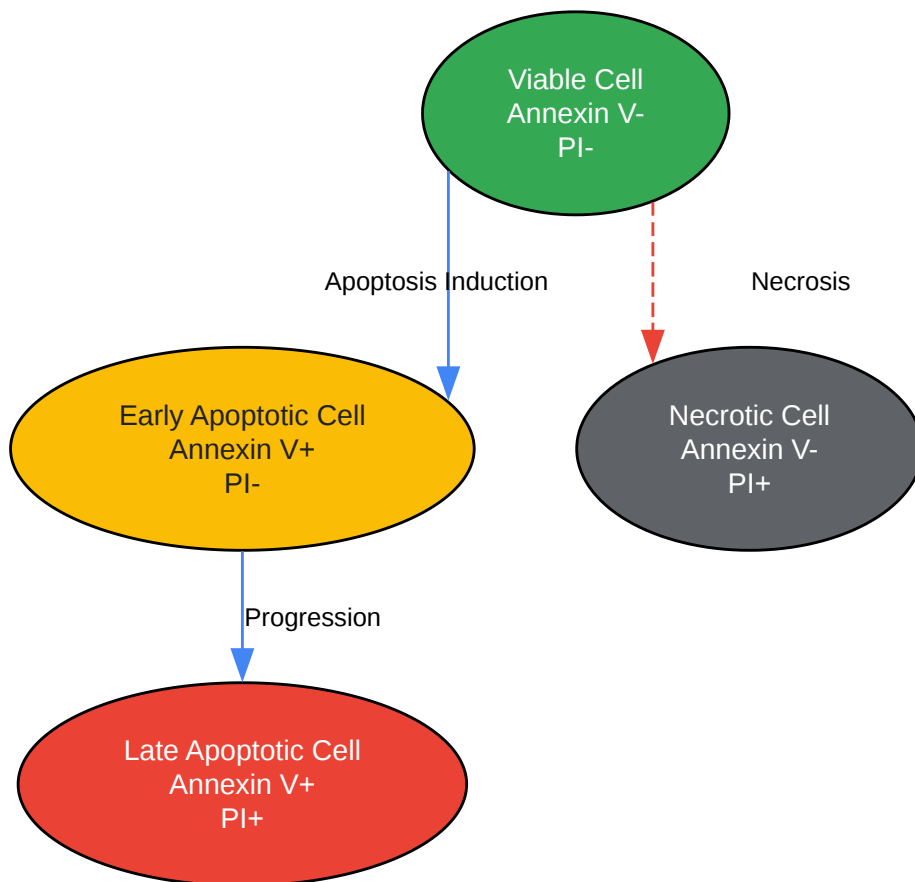 Viable Cell
Annexin V-
PI-
Apoptosis Induction
Necrosis
Early Apoptotic Cell
Annexin V+
PI-
Necrotic Cell
Annexin V-
PI+
Progression
Late Apoptotic Cell
Annexin V+
PI+